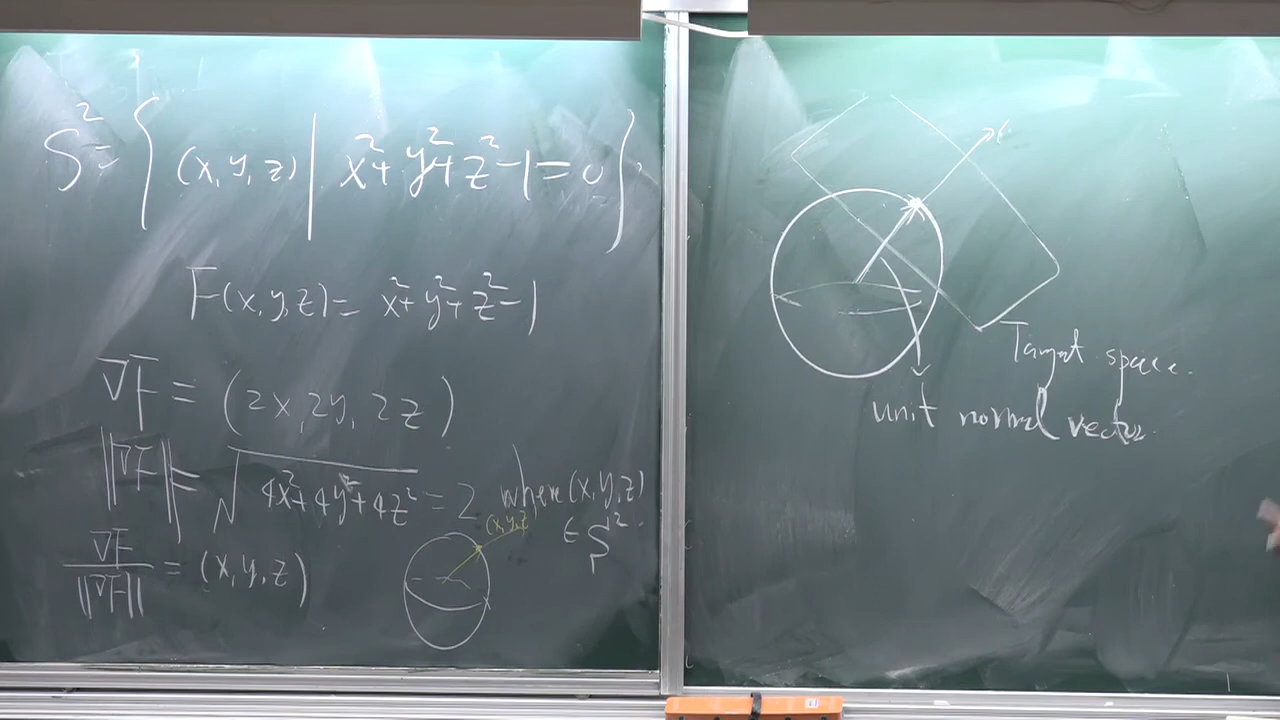 S² = { (x, y, z) | x²+y²+z²-1=0 }.
F(x,y,z)= x²+y²+z²-1
∇F = (2x, 2y, 2z)
||∇F|| = √(4x²+4y²+4z²) = 2 where (x,y,z)
∈ S².
(x,y,z)
∇F / ||∇F|| = (x, y, z)
Tangent space.
unit normal vector.